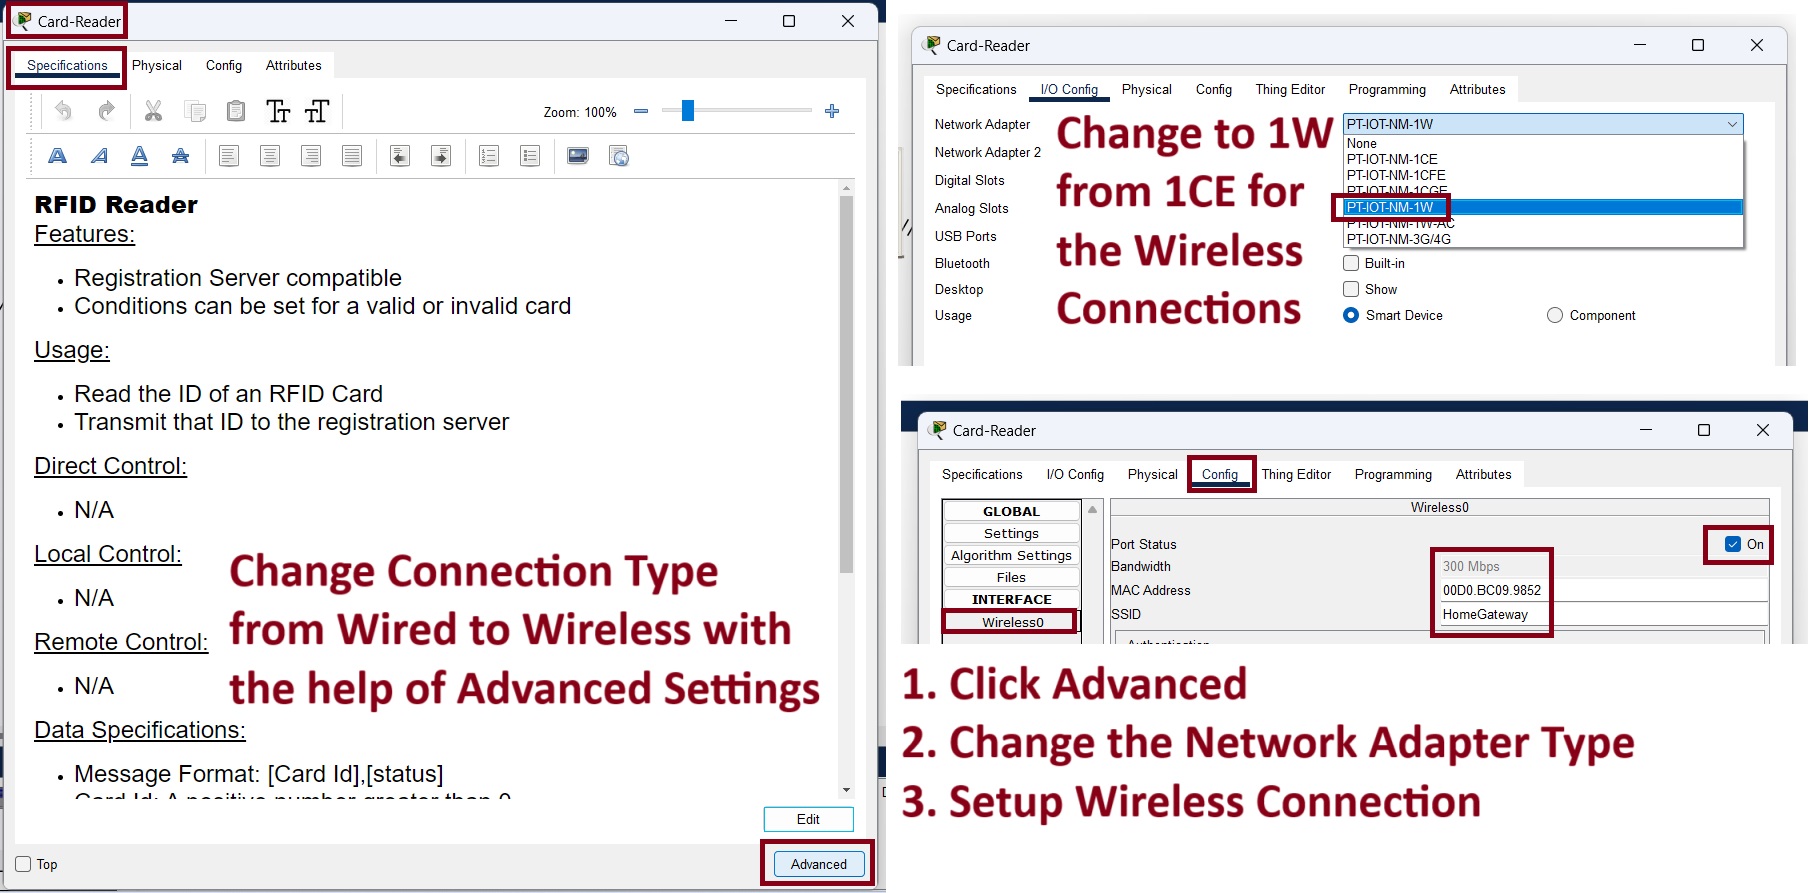 Card-Reader
Specifications
Physical
Config
Attributes
Zoom: 100%
RFID Reader
Features:
• Registration Server compatible
• Conditions can be set for a valid or invalid card
Usage:
• Read the ID of an RFID Card
• Transmit that ID to the registration server
Direct Control:
• N/A
Local Control:
• N/A
Remote Control:
• N/A
Data Specifications:
• Message Format: [Card Id],[status]
• Card Id: A positive number greater than 0
Change Connection Type
from Wired to Wireless with
the help of Advanced Settings
Edit
Top
Advanced
Card-Reader
Specifications
I/O Config
Physical
Config
Thing Editor
Programming
Attributes
Network Adapter
PT-IOT-NM-1W
Network Adapter 2
Digital Slots
Analog Slots
USB Ports
Bluetooth
Built-in
Desktop
Show
Usage
Smart Device
Component
None
PT-IOT-NM-1CE
PT-IOT-NM-1CFE
PT-IOT-NM-1CGE
PT-IOT-NM-1W
PT-IOT-NM-1W-AC
PT-IOT-NM-3G/4G
Change to 1W
from 1CE for
the Wireless
Connections
Card-Reader
Specifications
I/O Config
Physical
Config
Thing Editor
Programming
Attributes
GLOBAL
Settings
Algorithm Settings
Files
INTERFACE
Wireless0
Wireless0
Port Status
On
Bandwidth
300 Mbps
MAC Address
00D0.BC09.9852
SSID
HomeGateway
Authentication
1. Click Advanced
2. Change the Network Adapter Type
3. Setup Wireless Connection